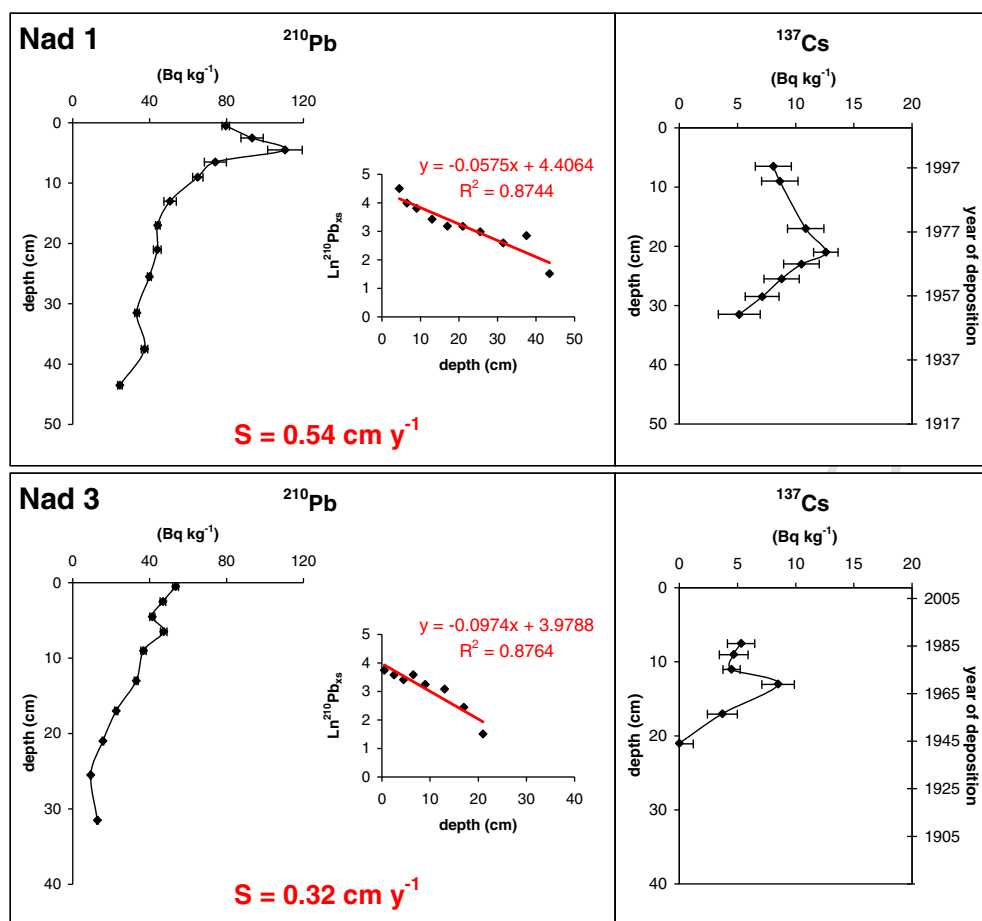 Nad 1
²¹⁰Pb
(Bq kg⁻¹)
0 40 80 120
0
10
20
30
40
50
depth (cm)
y = -0.0575x + 4.4064
R² = 0.8744
5
4
3
2
1
0
Ln²¹⁰Pbₓₛ
0 10 20 30 40 50
depth (cm)
S = 0.54 cm y⁻¹
¹³⁷Cs
(Bq kg⁻¹)
0 5 10 15 20
0
10
20
30
40
50
depth (cm)
1997
1977
1957
1937
1917
year of deposition
Nad 3
²¹⁰Pb
(Bq kg⁻¹)
0 40 80 120
0
10
20
30
40
depth (cm)
y = -0.0974x + 3.9788
R² = 0.8764
5
4
3
2
1
0
Ln²¹⁰Pbₓₛ
0 10 20 30 40
depth (cm)
S = 0.32 cm y⁻¹
¹³⁷Cs
(Bq kg⁻¹)
0 5 10 15 20
0
10
20
30
40
depth (cm)
2005
1985
1965
1945
1925
1905
year of deposition